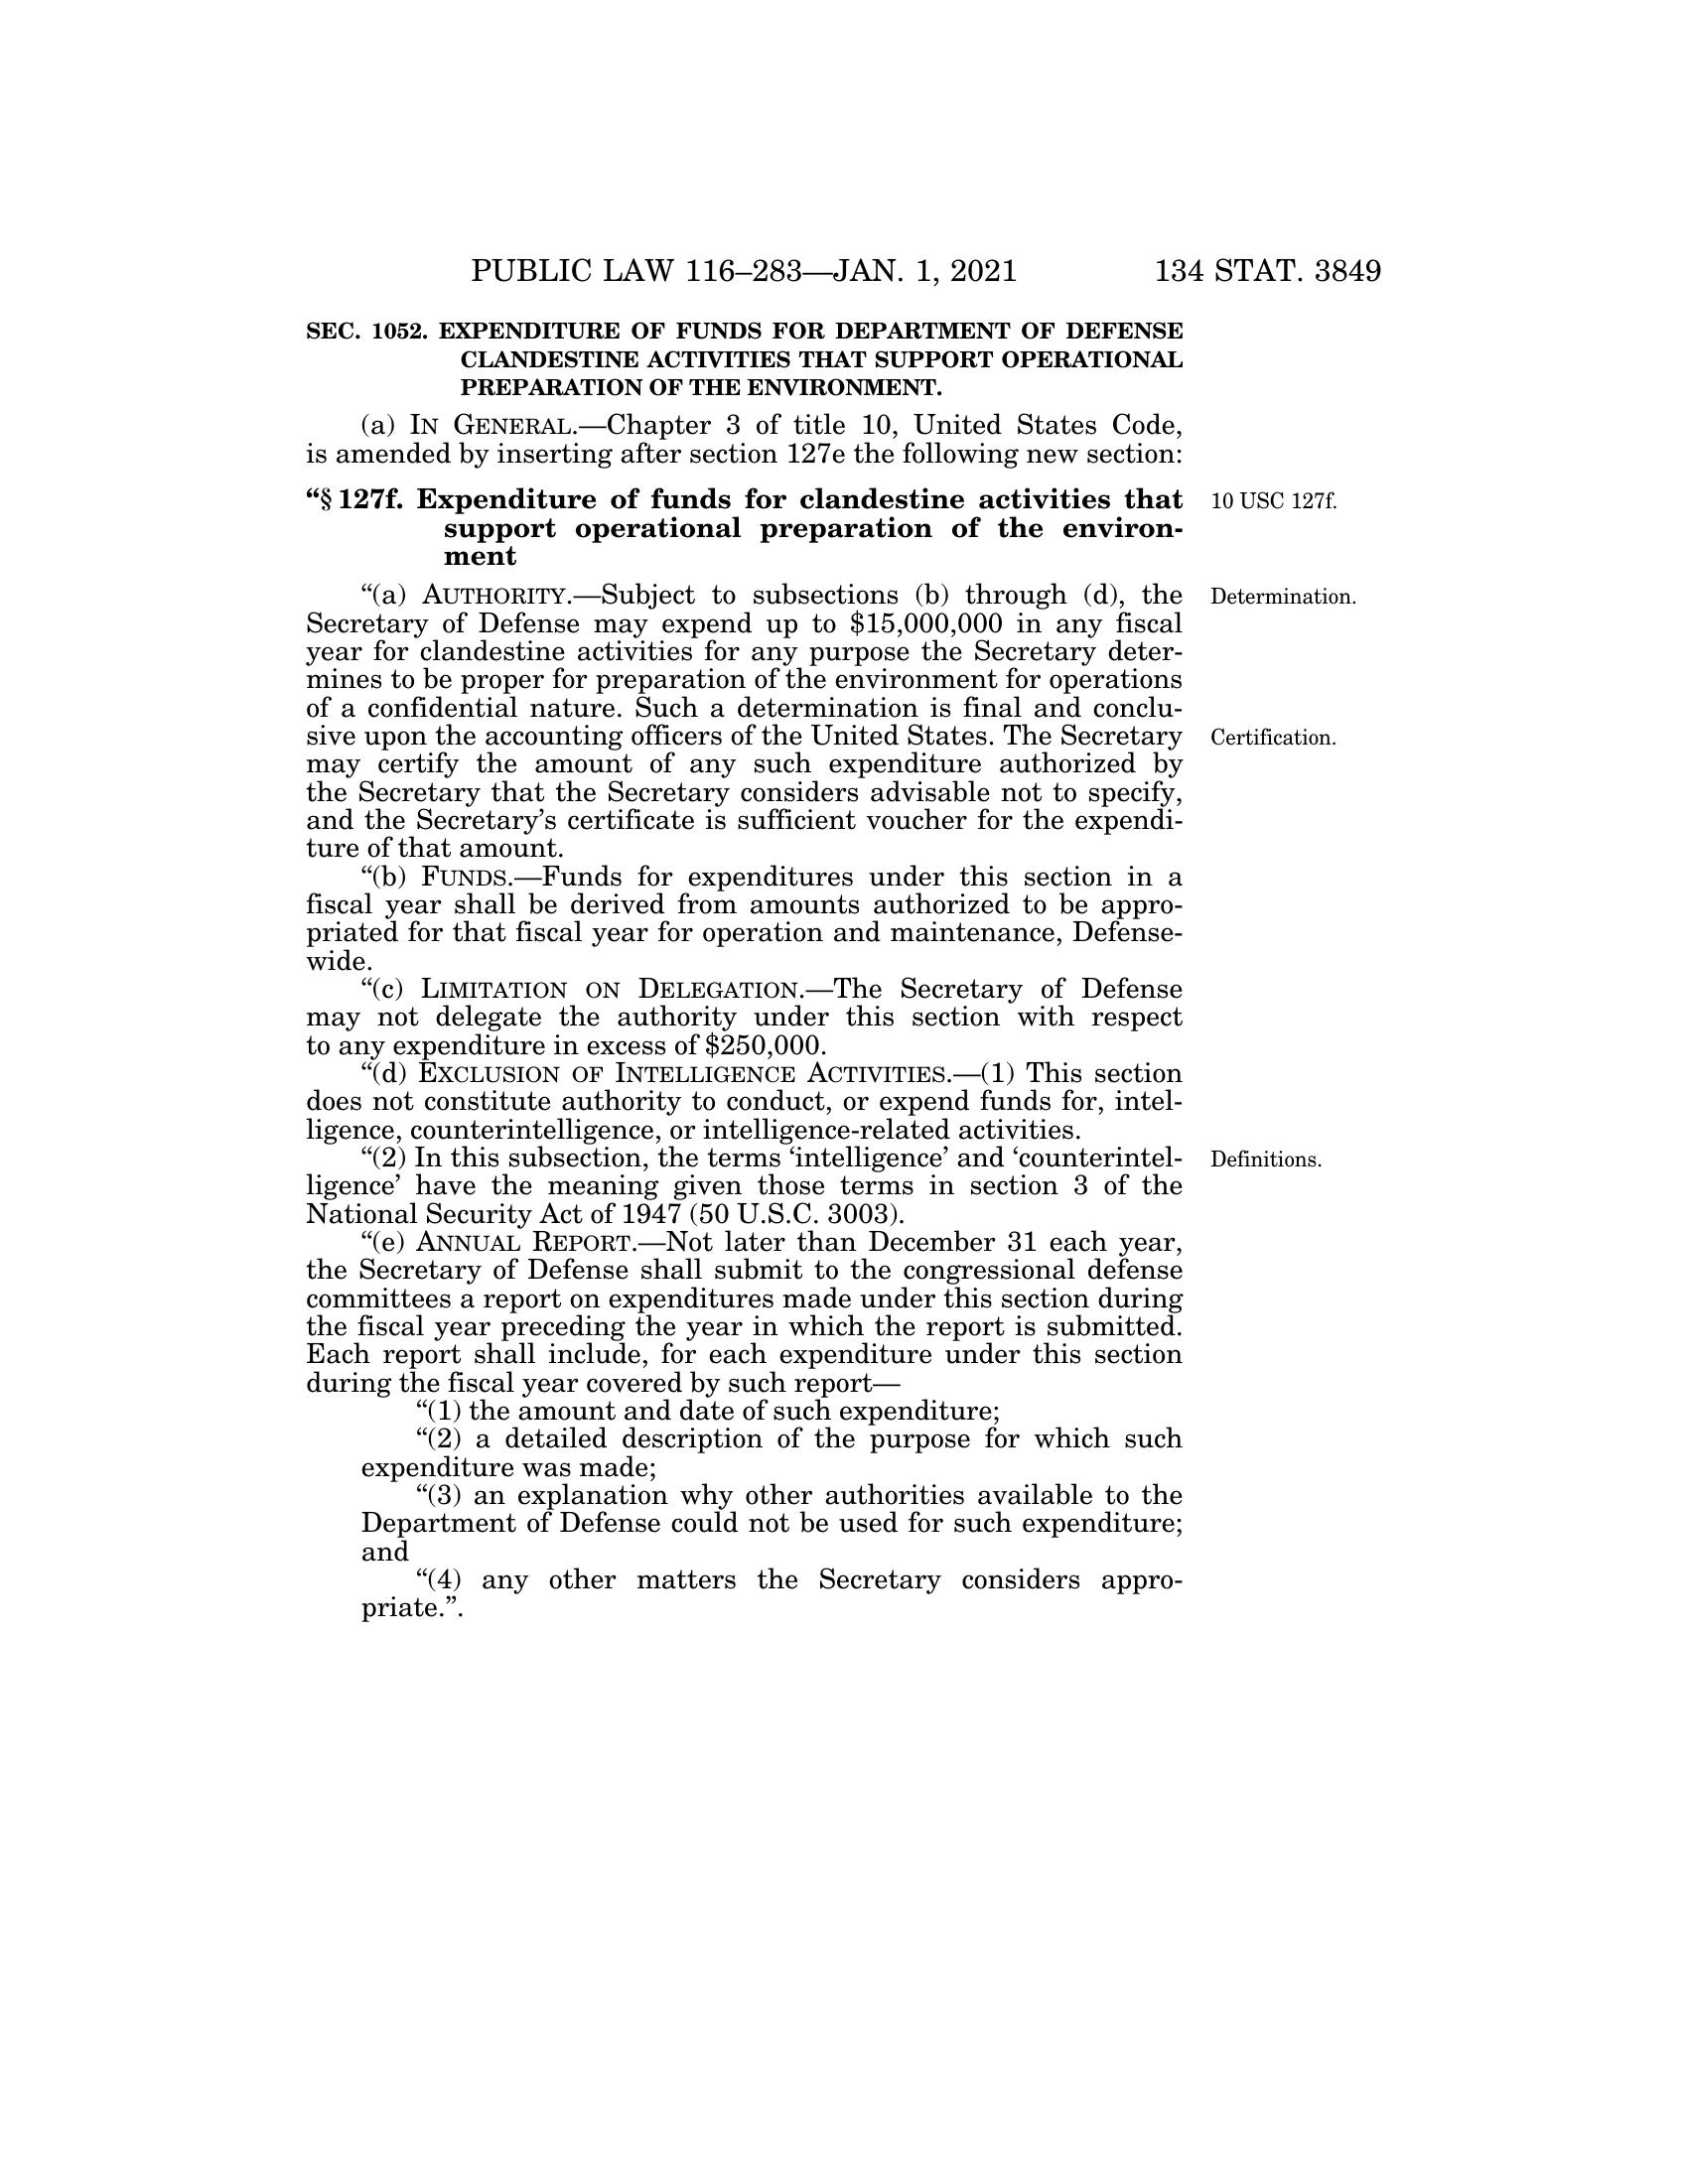 PUBLIC LAW 116–283—JAN. 1, 2021
134 STAT. 3849
SEC. 1052. EXPENDITURE OF FUNDS FOR DEPARTMENT OF DEFENSE
CLANDESTINE ACTIVITIES THAT SUPPORT OPERATIONAL
PREPARATION OF THE ENVIRONMENT.
(a) IN GENERAL.—Chapter 3 of title 10, United States Code,
is amended by inserting after section 127e the following new section:
“§ 127f. Expenditure of funds for clandestine activities that
support operational preparation of the environ-
ment
10 USC 127f.
“(a) AUTHORITY.—Subject to subsections (b) through (d), the
Secretary of Defense may expend up to $15,000,000 in any fiscal
year for clandestine activities for any purpose the Secretary deter-
mines to be proper for preparation of the environment for operations
of a confidential nature. Such a determination is final and conclu-
sive upon the accounting officers of the United States. The Secretary
may certify the amount of any such expenditure authorized by
the Secretary that the Secretary considers advisable not to specify,
and the Secretary’s certificate is sufficient voucher for the expendi-
ture of that amount.
Determination.
Certification.
“(b) FUNDS.—Funds for expenditures under this section in a
fiscal year shall be derived from amounts authorized to be appro-
priated for that fiscal year for operation and maintenance, Defense-
wide.
“(c) LIMITATION ON DELEGATION.—The Secretary of Defense
may not delegate the authority under this section with respect
to any expenditure in excess of $250,000.
“(d) EXCLUSION OF INTELLIGENCE ACTIVITIES.—(1) This section
does not constitute authority to conduct, or expend funds for, intel-
ligence, counterintelligence, or intelligence-related activities.
“(2) In this subsection, the terms ‘intelligence’ and ‘counterintel-
ligence’ have the meaning given those terms in section 3 of the
National Security Act of 1947 (50 U.S.C. 3003).
Definitions.
“(e) ANNUAL REPORT.—Not later than December 31 each year,
the Secretary of Defense shall submit to the congressional defense
committees a report on expenditures made under this section during
the fiscal year preceding the year in which the report is submitted.
Each report shall include, for each expenditure under this section
during the fiscal year covered by such report—
“(1) the amount and date of such expenditure;
“(2) a detailed description of the purpose for which such
expenditure was made;
“(3) an explanation why other authorities available to the
Department of Defense could not be used for such expenditure;
and
“(4) any other matters the Secretary considers appro-
priate.”.